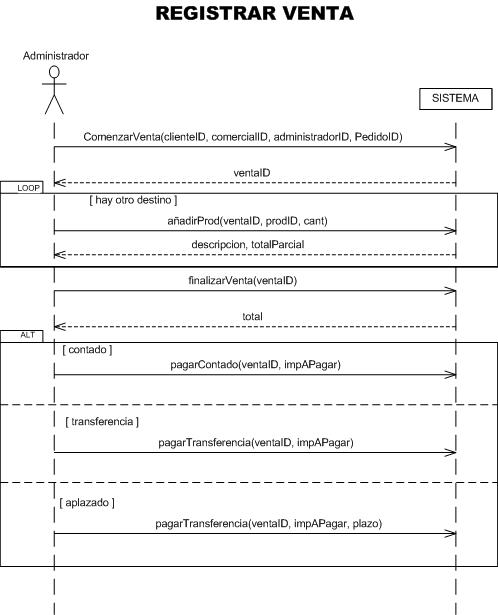 REGISTRAR VENTA
Administrador
SISTEMA
ComenzarVenta(clienteID, comercialID, administradorID, PedidoID)
ventaID
LOOP
[ hay otro destino ]
añadirProd(ventaID, prodID, cant)
descripcion, totalParcial
finalizarVenta(ventaID)
total
ALT
[ contado ]
pagarContado(ventaID, impAPagar)
[ transferencia ]
pagarTransferencia(ventaID, impAPagar)
[ aplazado ]
pagarTransferencia(ventaID, impAPagar, plazo)